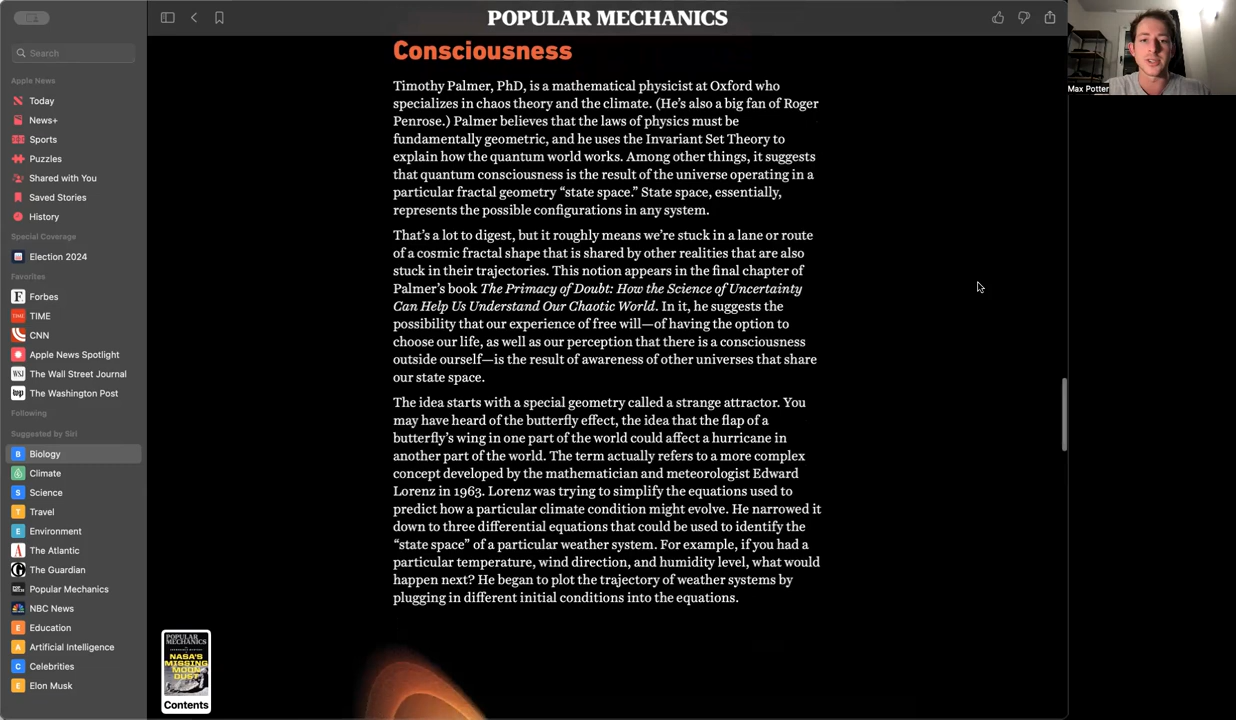 POPULAR MECHANICS
Max Potter
Search
Apple News
Today
News+
Sports
Puzzles
Shared with You
Saved Stories
History
Special Coverage
Election 2024
Favorites
F Forbes
TIME TIME
CNN
Apple News Spotlight
WSJ The Wall Street Journal
wp The Washington Post
Following
Suggested by Siri
B Biology
Climate
S Science
T Travel
E Environment
A The Atlantic
G The Guardian
Popular Mechanics
NBC News
E Education
A Artificial Intelligence
C Celebrities
E Elon Musk
Consciousness
Timothy Palmer, PhD, is a mathematical physicist at Oxford who
specializes in chaos theory and the climate. (He’s also a big fan of Roger
Penrose.) Palmer believes that the laws of physics must be
fundamentally geometric, and he uses the Invariant Set Theory to
explain how the quantum world works. Among other things, it suggests
that quantum consciousness is the result of the universe operating in a
particular fractal geometry “state space.” State space, essentially,
represents the possible configurations in any system.
That’s a lot to digest, but it roughly means we’re stuck in a lane or route
of a cosmic fractal shape that is shared by other realities that are also
stuck in their trajectories. This notion appears in the final chapter of
Palmer’s book The Primacy of Doubt: How the Science of Uncertainty
Can Help Us Understand Our Chaotic World. In it, he suggests the
possibility that our experience of free will—of having the option to
choose our life, as well as our perception that there is a consciousness
outside ourself—is the result of awareness of other universes that share
our state space.
The idea starts with a special geometry called a strange attractor. You
may have heard of the butterfly effect, the idea that the flap of a
butterfly’s wing in one part of the world could affect a hurricane in
another part of the world. The term actually refers to a more complex
concept developed by the mathematician and meteorologist Edward
Lorenz in 1963. Lorenz was trying to simplify the equations used to
predict how a particular climate condition might evolve. He narrowed it
down to three differential equations that could be used to identify the
“state space” of a particular weather system. For example, if you had a
particular temperature, wind direction, and humidity level, what would
happen next? He began to plot the trajectory of weather systems by
plugging in different initial conditions into the equations.
POPULAR
MECHANICS
NASA'S
MISSING
MOON
DUST
Contents